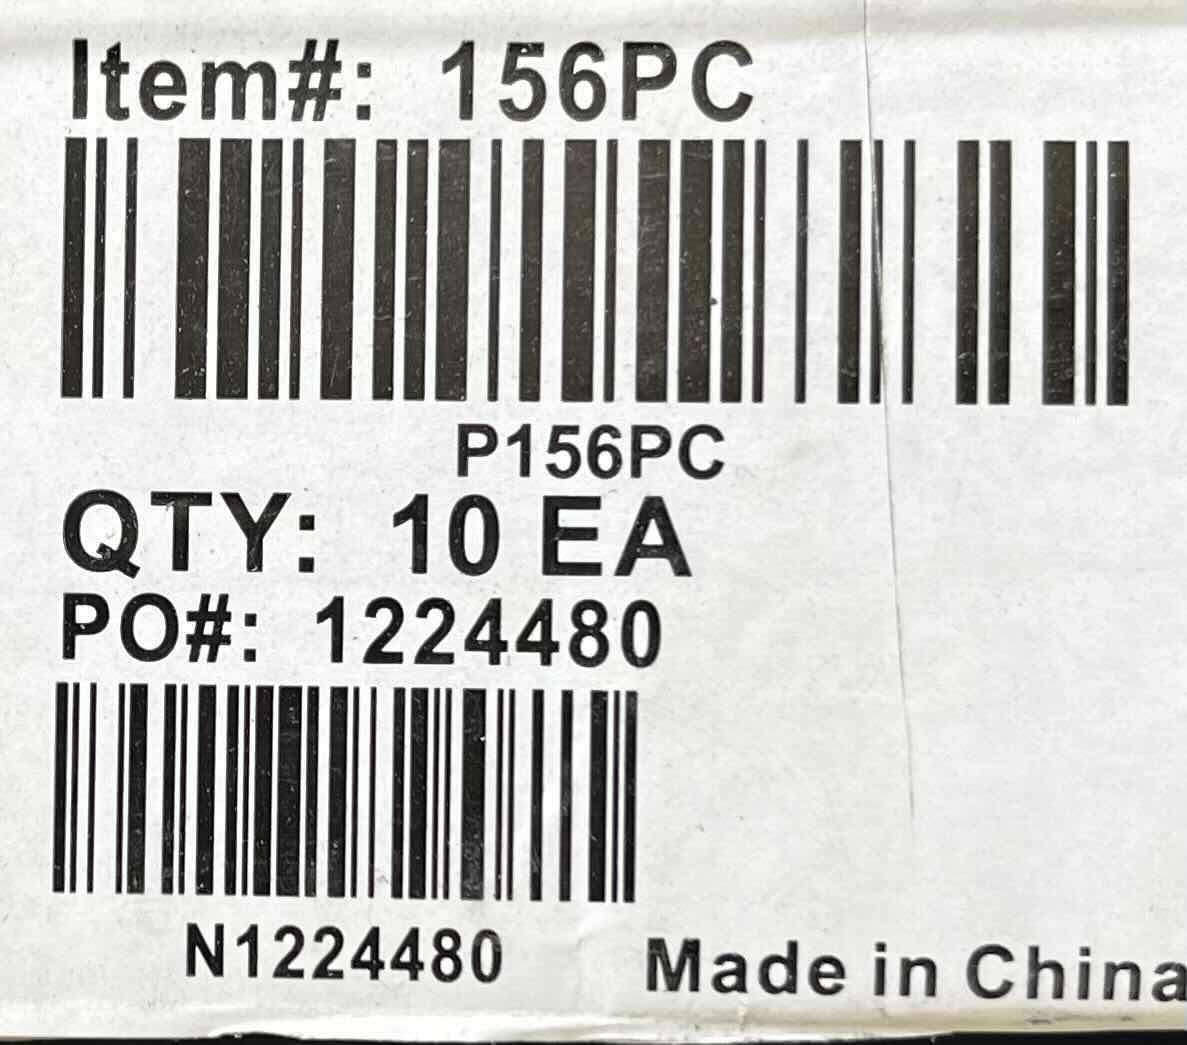 Item#: 156PC
P156PC
QTY: 10 EA
PO#: 1224480
N1224480
Made in China